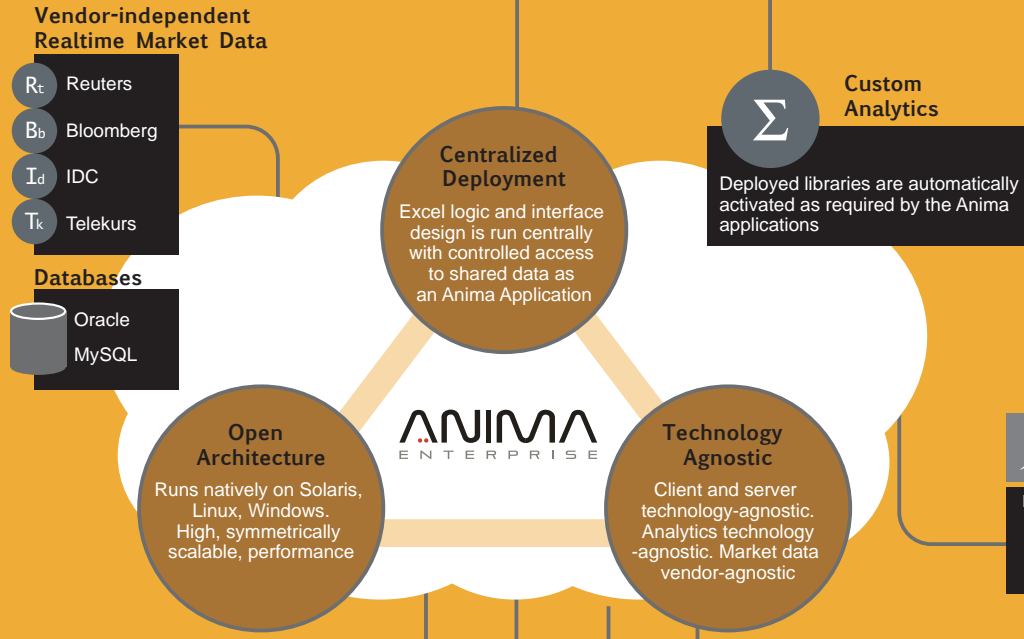 Vendor-independent
Realtime Market Data
Rt Reuters
Bb Bloomberg
Id IDC
Tk Telekurs
Databases
Oracle
MySQL
Centralized
Deployment
Excel logic and interface
design is run centrally
with controlled access
to shared data as
an Anima Application
Σ
Custom
Analytics
Deployed libraries are automatically
activated as required by the Anima
applications
Open
Architecture
Runs natively on Solaris,
Linux, Windows.
High, symmetrically
scalable, performance
ANIMA
ENTERPRISE
Technology
Agnostic
Client and server
technology-agnostic.
Analytics technology
-agnostic. Market data
vendor-agnostic